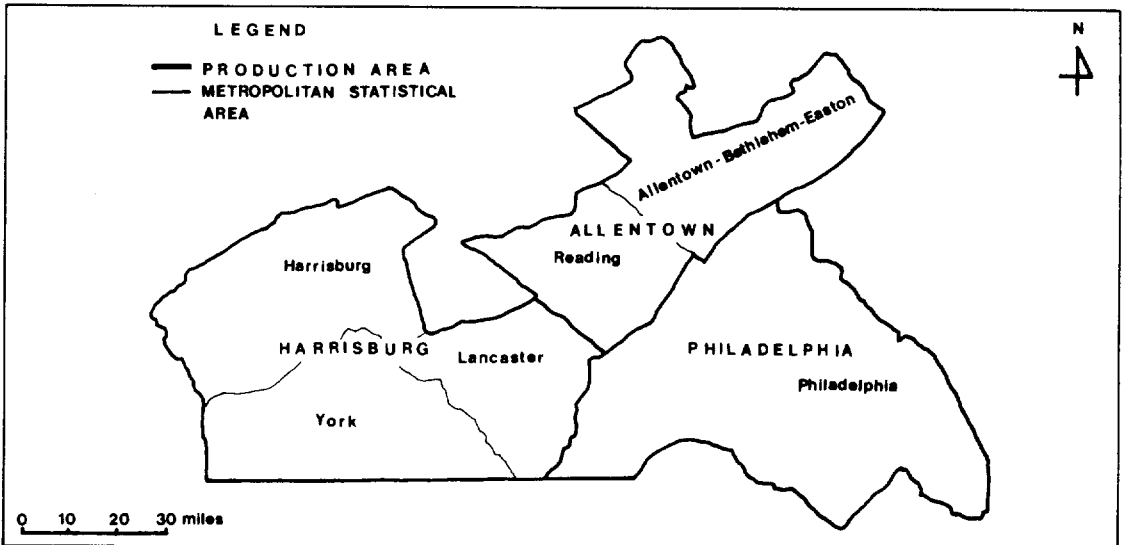 LEGEND
PRODUCTION AREA
METROPOLITAN STATISTICAL
AREA
N
Allentown-Bethlehem-Easton
ALLENTOWN
Reading
Harrisburg
HARRISBURG
Lancaster
PHILADELPHIA
Philadelphia
York
0 10 20 30 miles